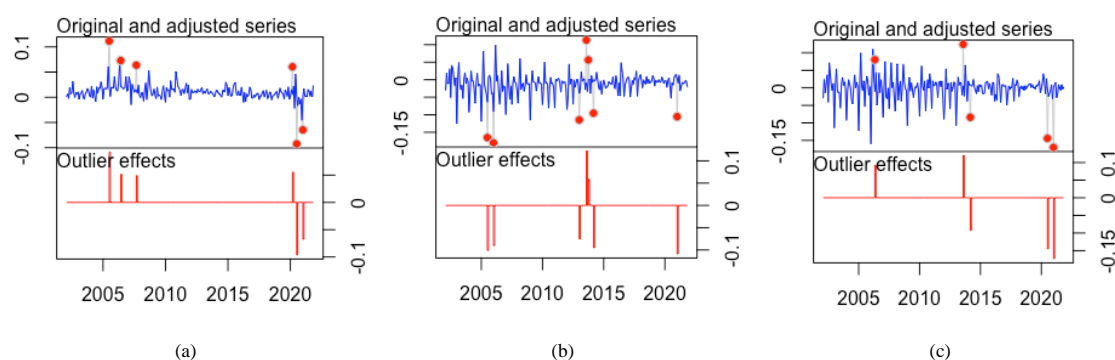 Original and adjusted series
0.1
0
-0.1
Outlier effects
0
-0.1
2005 2010 2015 2020
(a)
Original and adjusted series
0
-0.15
Outlier effects
0.1
0
-0.1
2005 2010 2015 2020
(b)
Original and adjusted series
0
-0.15
Outlier effects
0.1
0
-0.15
2005 2010 2015 2020
(c)